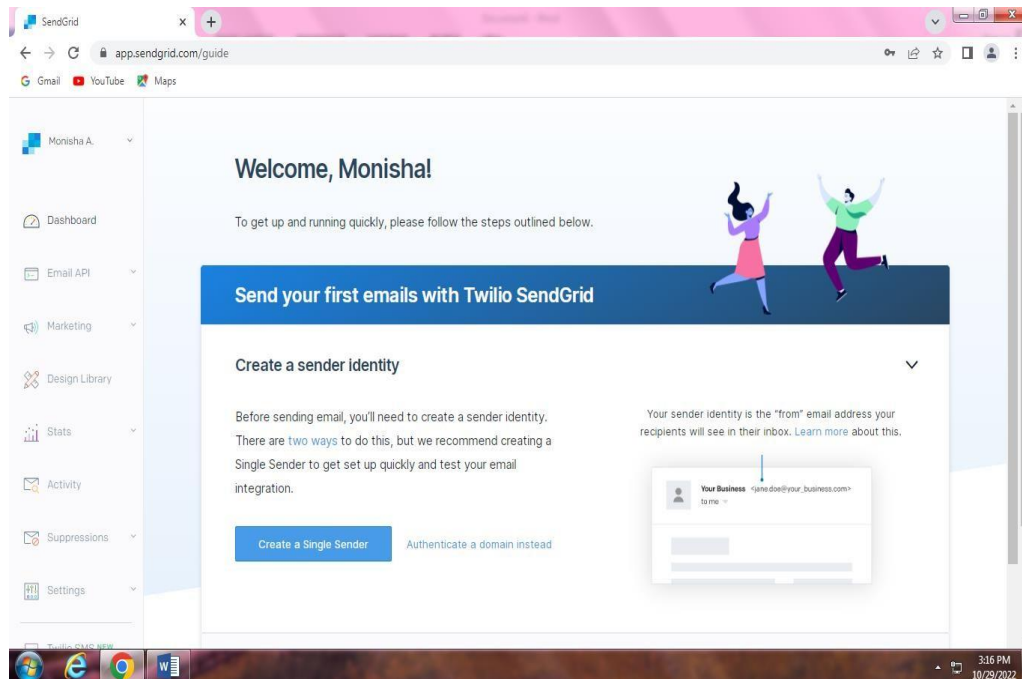 SendGrid
app.sendgrid.com/guide
Gmail YouTube Maps
Monisha A.
Dashboard
Email API
Marketing
Design Library
Stats
Activity
Suppressions
Settings
Twilio SMS NEW
Welcome, Monisha!
To get up and running quickly, please follow the steps outlined below.
Send your first emails with Twilio SendGrid
Create a sender identity
Before sending email, you'll need to create a sender identity.
There are two ways to do this, but we recommend creating a
Single Sender to get set up quickly and test your email
integration.
Create a Single Sender
Authenticate a domain instead
Your sender identity is the "from" email address your
recipients will see in their inbox. Learn more about this.
Your Business <jane.doe@your_business.com>
to me
3:16 PM
10/29/2022